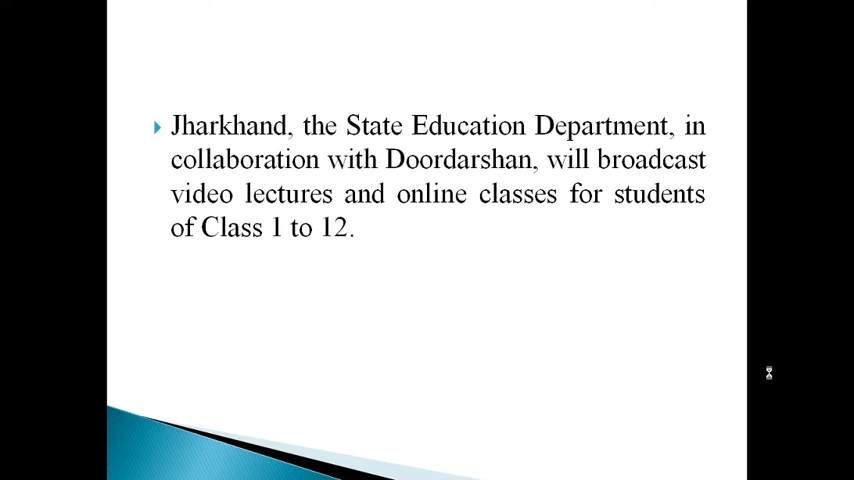 Jharkhand, the State Education Department, in
collaboration with Doordarshan, will broadcast
video lectures and online classes for students
of Class 1 to 12.